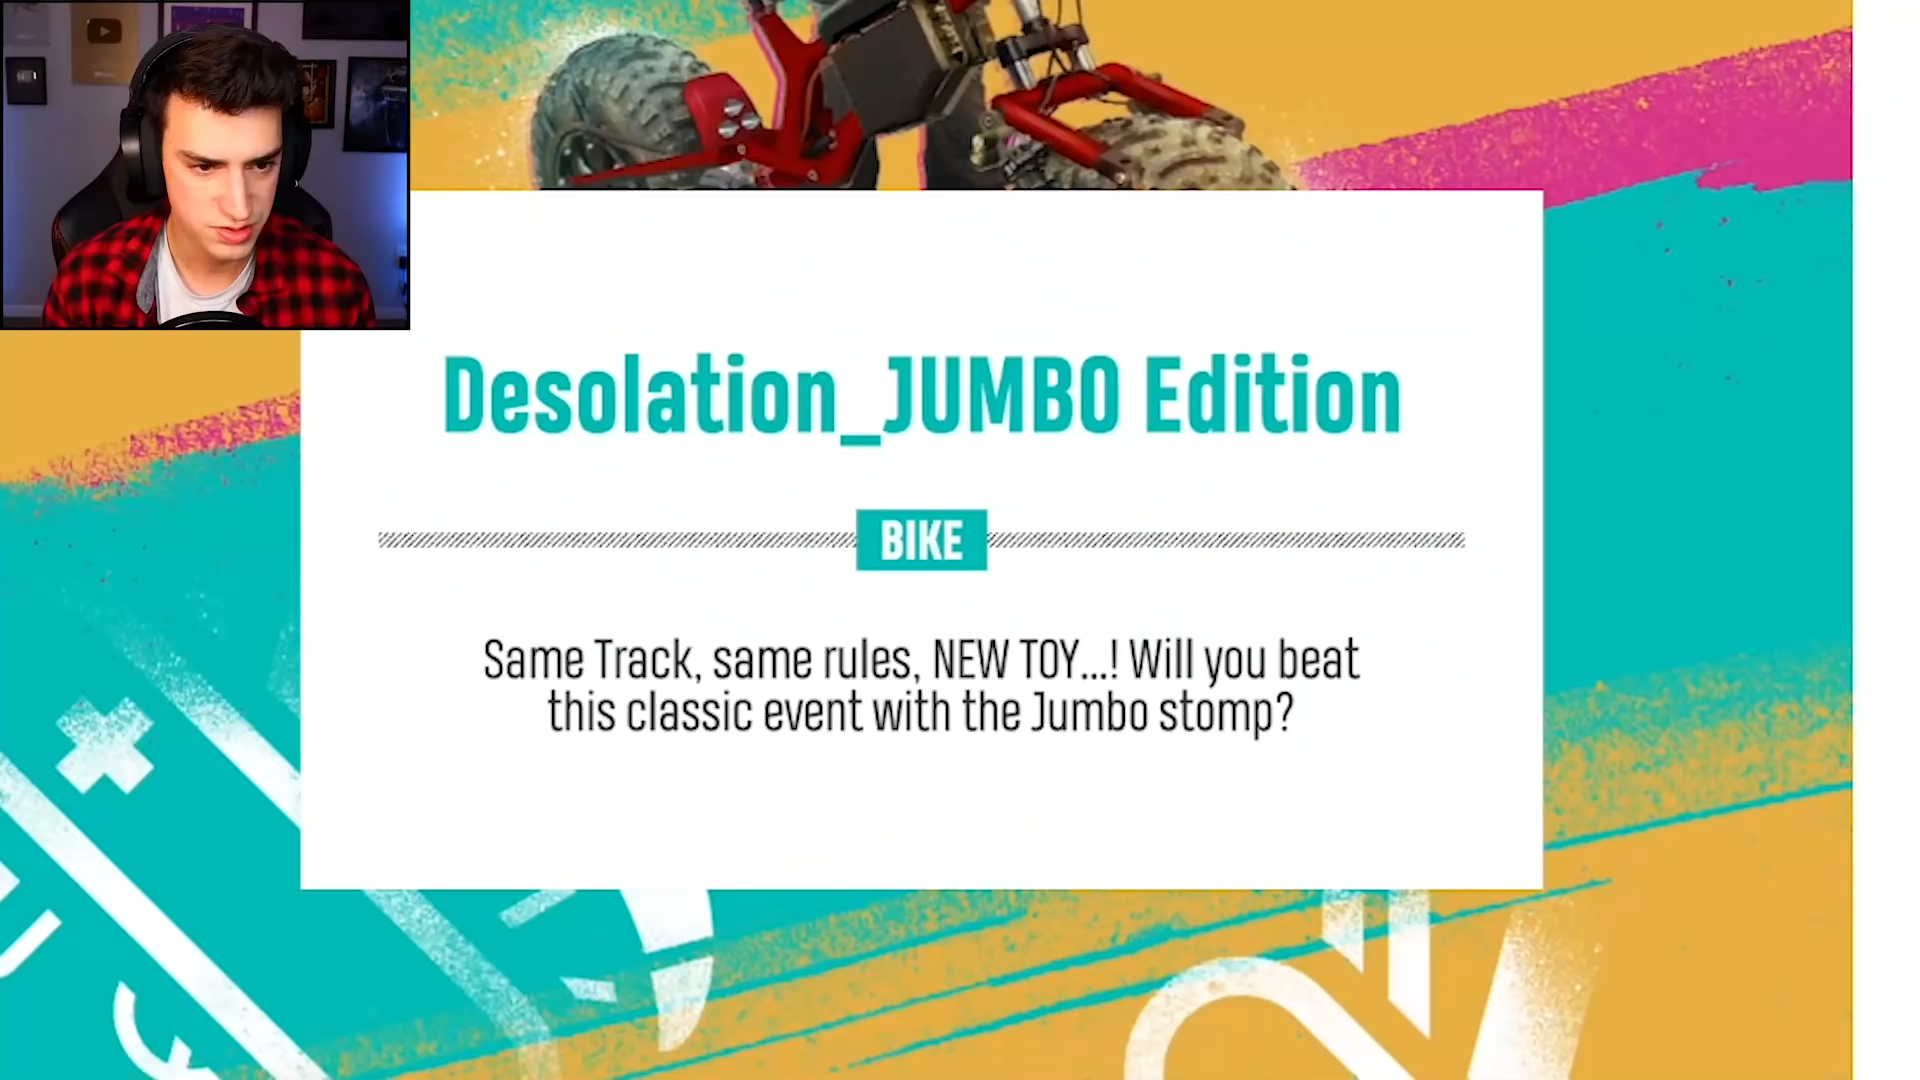 Desolation_JUMBO Edition
BIKE
Same Track, same rules, NEW TOY...! Will you beat
this classic event with the Jumbo stomp?